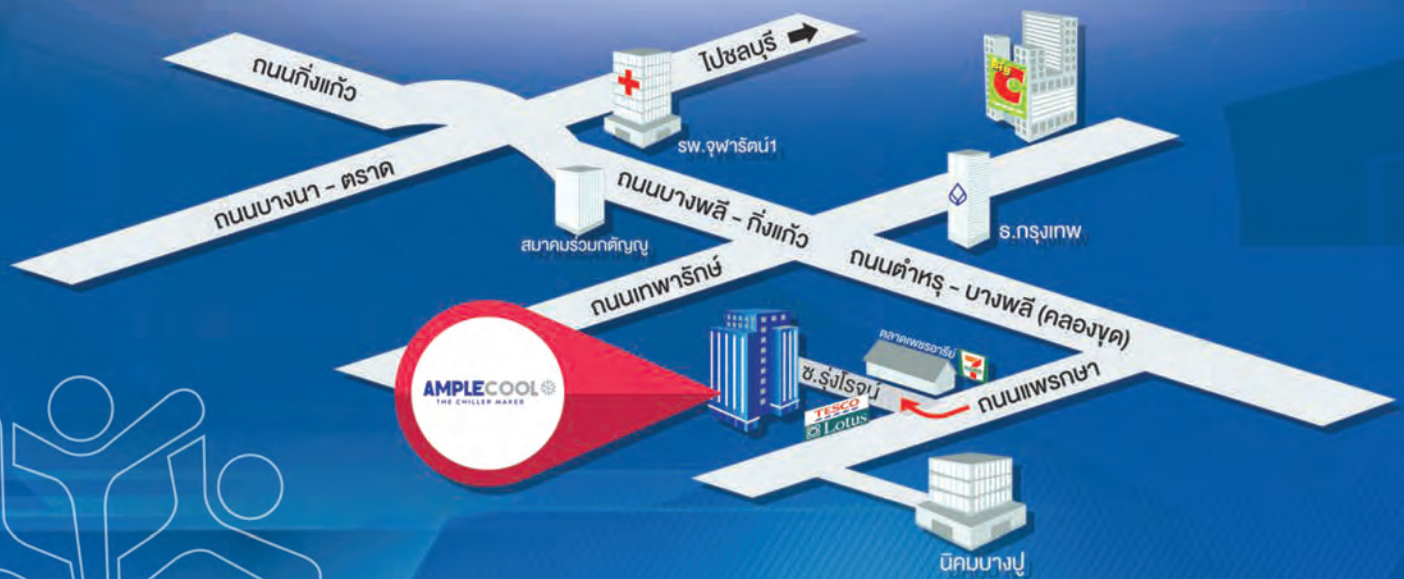 ถนนกิ่งแก้ว
ไปชลบุรี
Big C
รพ.จุฬารัตน์1
ถนนบางนา - ตราด
สมาคมร่วมกตัญญู
ถนนบางพลี - กิ่งแก้ว
ธ.กรุงเทพ
ถนนเทพารักษ์
ถนนตำหรุ - บางพลี (คลองขุด)
ตลาดเพชรอารีย์
7 ELEVEN
AMPLECOOL
THE CHILLER MAKER
ซ.รุ่งโรจน์
ถนนแพรกษา
TESCO
Lotus
นิคมบางปู